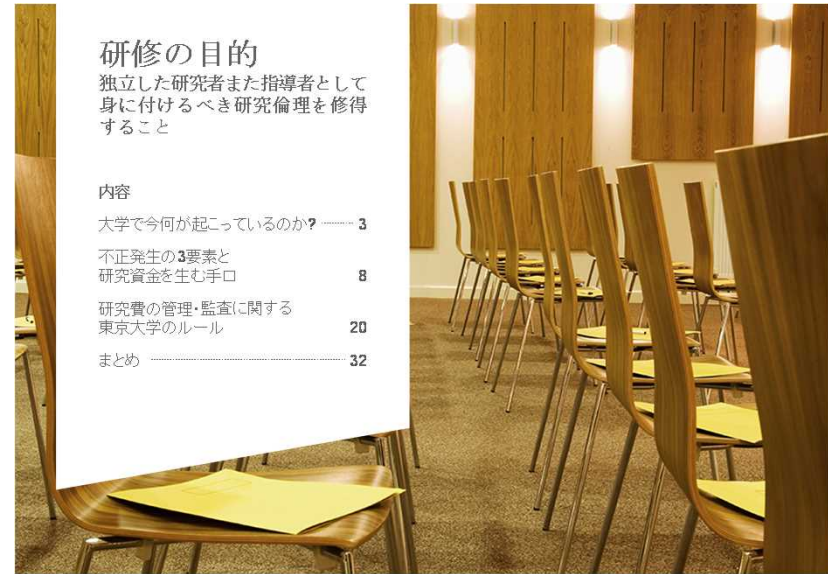 研修の目的
独立した研究者また指導者として
身に付けるべき研究倫理を修得
すること
内容
大学で今何が起こっているのか? 3
不正発生の3要素と
研究資金を生む手口 8
研究費の管理・監査に関する
東京大学のルール 20
まとめ 32